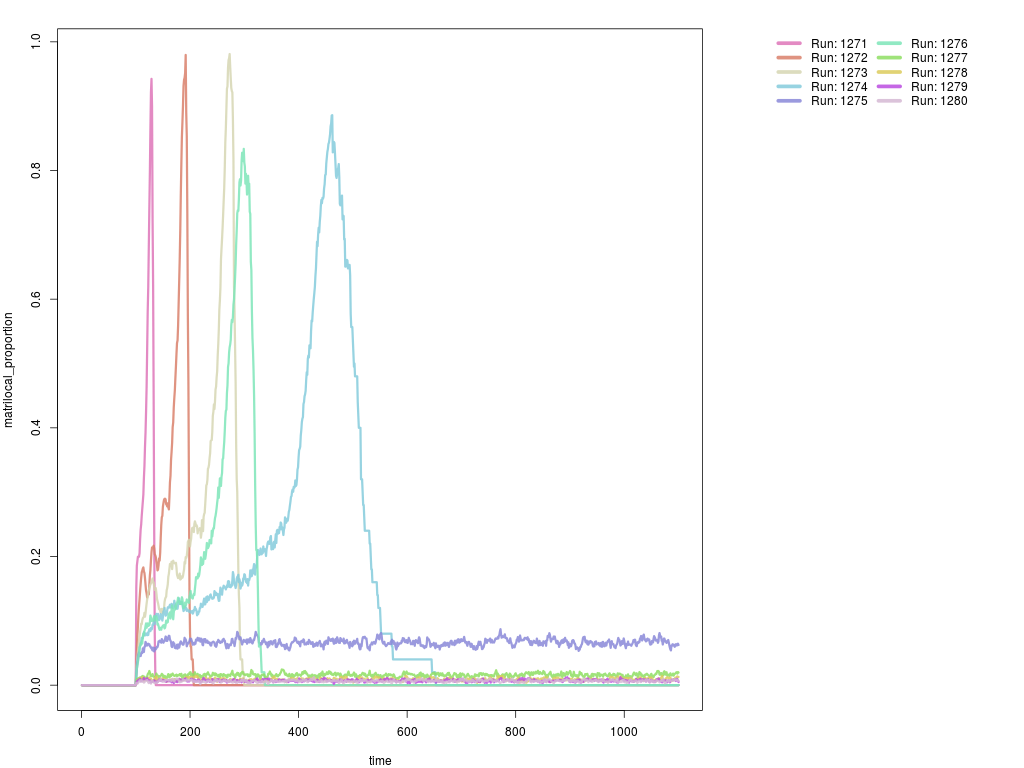 1.0
0.8
0.6
0.4
0.2
0.0
matrilocal_proportion
0
200
400
600
800
1000
time
Run: 1271
Run: 1272
Run: 1273
Run: 1274
Run: 1275
Run: 1276
Run: 1277
Run: 1278
Run: 1279
Run: 1280